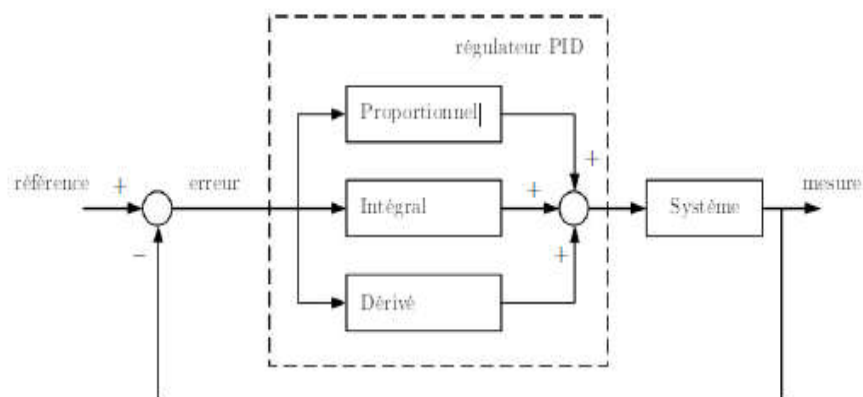 régulateur PID
Proportionnel
référence
+
erreur
+
+
Intégral
Système
mesure
−
+
Dérivé